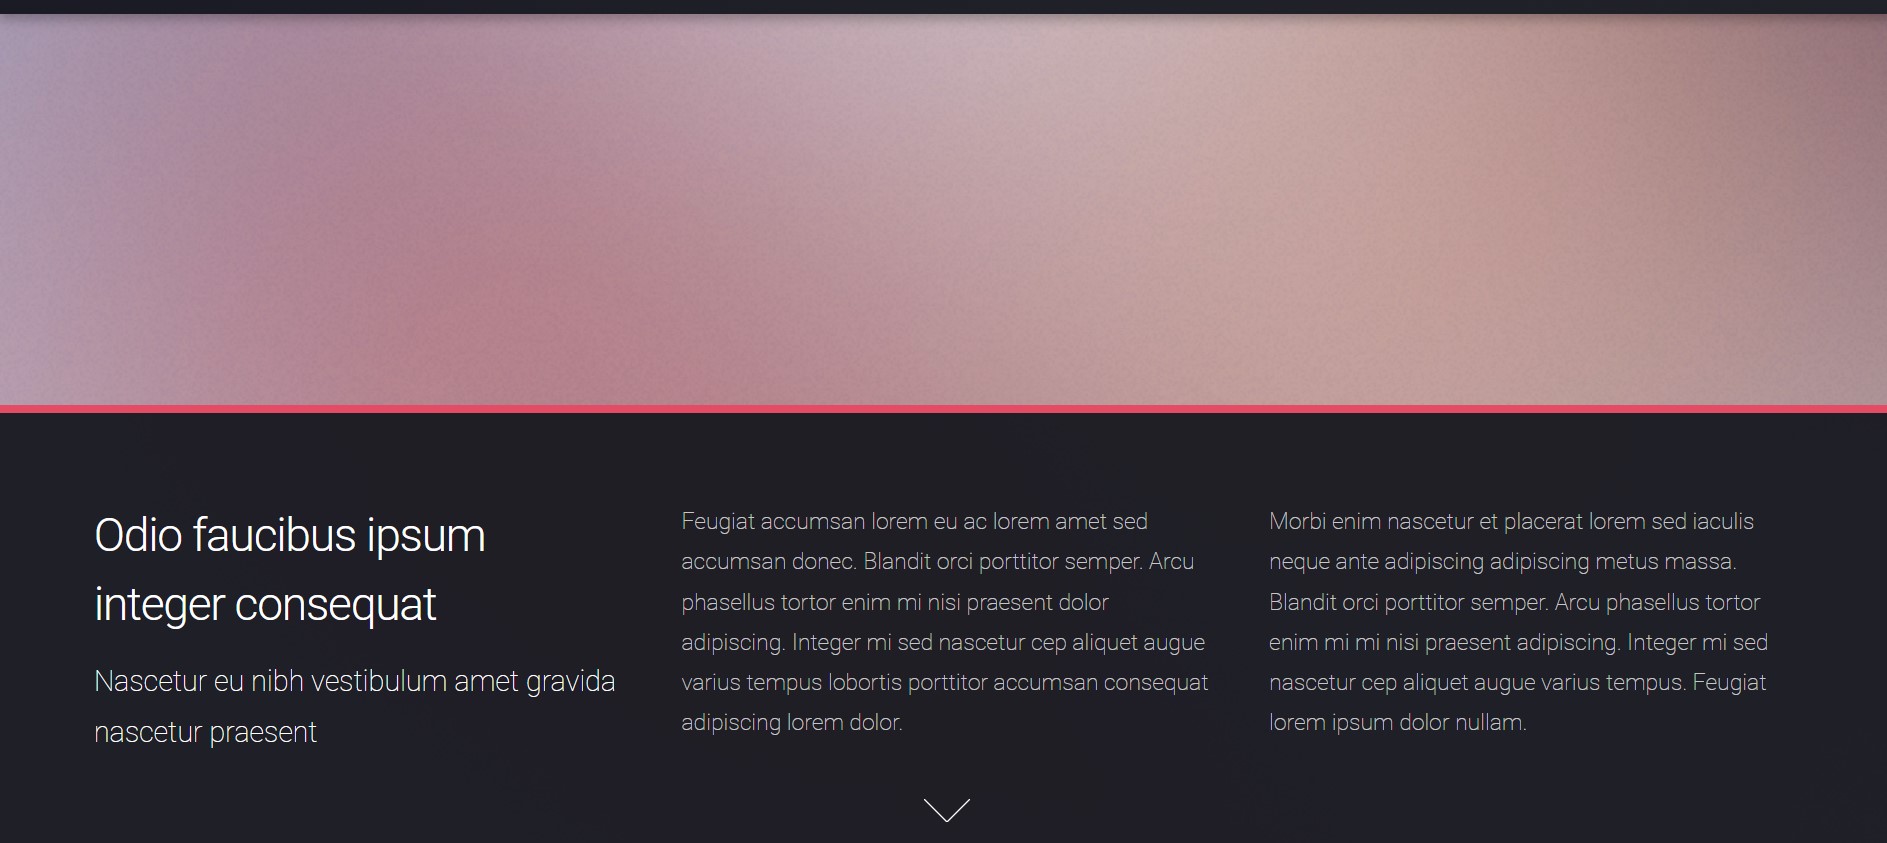 Odio faucibus ipsum
integer consequat
Nascetur eu nibh vestibulum amet gravida
nascetur praesent
Feugiat accumsan lorem eu ac lorem amet sed
accumsan donec. Blandit orci porttitor semper. Arcu
phasellus tortor enim mi nisi praesent dolor
adipiscing. Integer mi sed nascetur cep aliquet augue
varius tempus lobortis porttitor accumsan consequat
adipiscing lorem dolor.
Morbi enim nascetur et placerat lorem sed iaculis
neque ante adipiscing adipiscing metus massa.
Blandit orci porttitor semper. Arcu phasellus tortor
enim mi mi nisi praesent adipiscing. Integer mi sed
nascetur cep aliquet augue varius tempus. Feugiat
lorem ipsum dolor nullam.